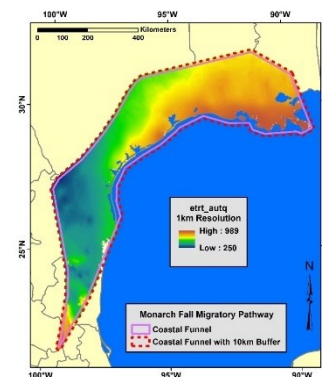 100°W 95°W 90°W
Kilometers
0 100 200 400
30°N
25°N
etrt_autq
1km Resolution
High : 989
Low : 250
N
Monarch Fall Migratory Pathway
Coastal Funnel
Coastal Funnel with 10km Buffer
100°W 95°W 90°W